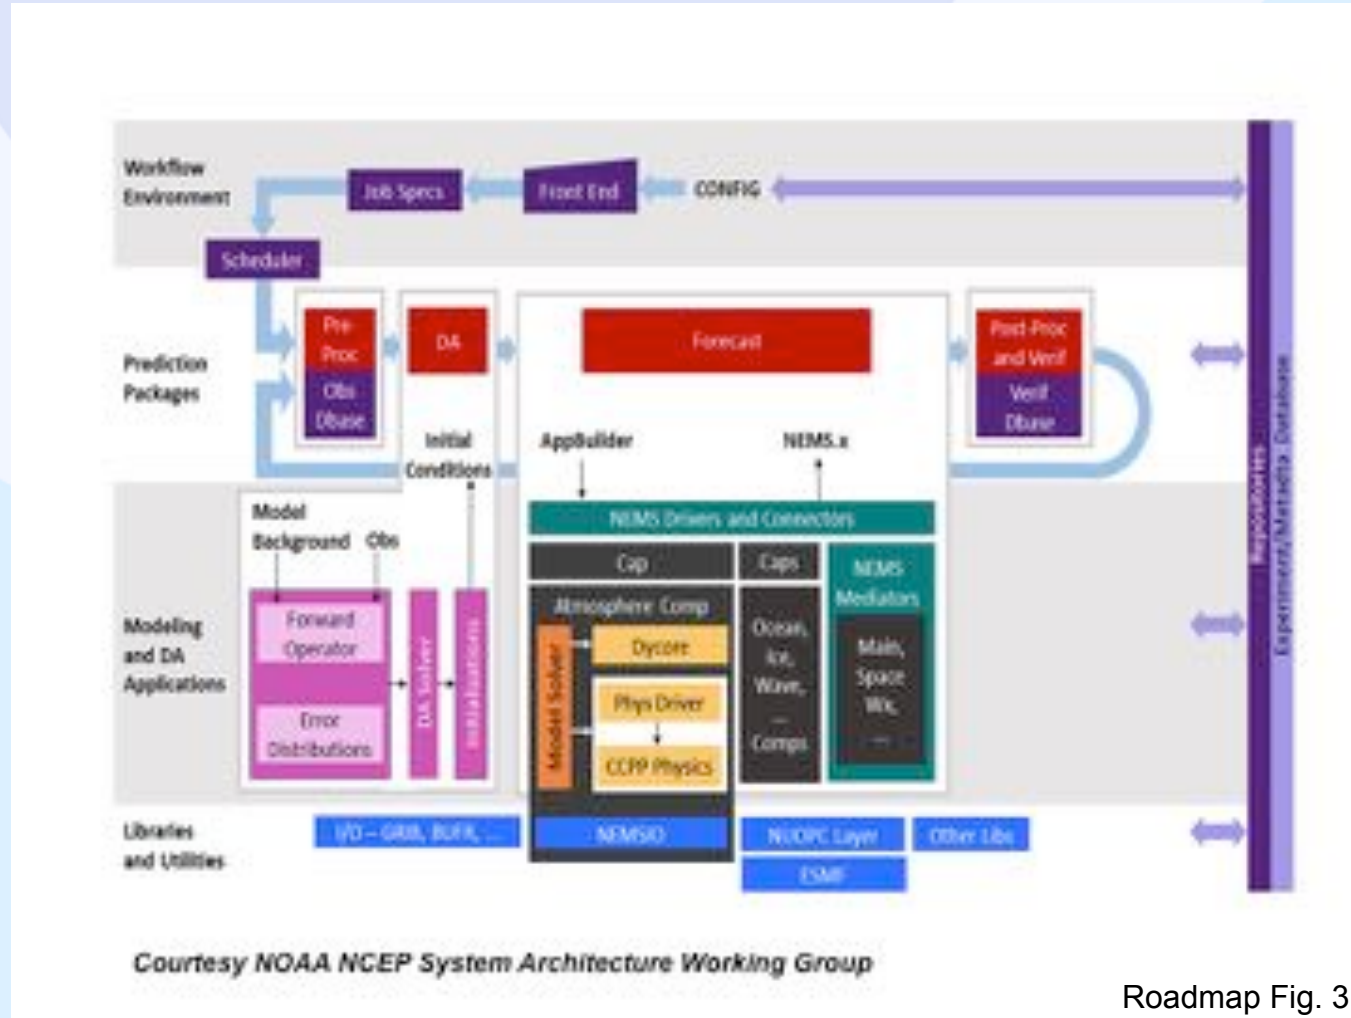 Workflow
Environment
Job Specs
Front End
CONFIG
Scheduler
Prediction
Packages
Pre-
Proc
Obs
Dbase
DA
Forecast
Post-Proc
and Verif
Verif
Dbase
Initial
Conditions
AppBuilder
NEMS.x
Modeling
and DA
Applications
Model
Background
Obs
Forward
Operator
Error
Distributions
DA Solver
Initializations
NEMS Drivers and Connectors
Cap
Caps
NEMS
Mediators
Atmosphere Comp
Model Solver
Dycore
Phys Driver
CCPP Physics
Ocean,
Ice,
Wave,
...
Comps
Main,
Space
Wx,
...
Libraries
and Utilities
I/O – GRIB, BUFR, ...
NEMSIO
NUOPC Layer
ESMF
Other Libs
Repositories
Experiment/Metadta Database
Courtesy NOAA NCEP System Architecture Working Group
Roadmap Fig. 3